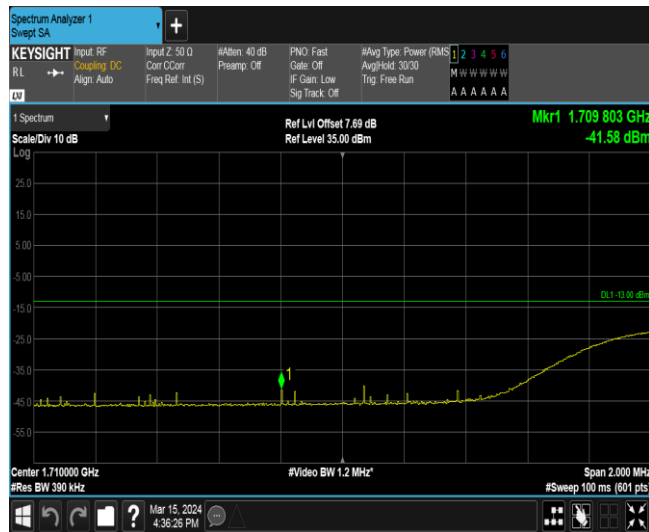 Spectrum Analyzer 1
Swept SA
+
KEYSIGHT
RL
LXI
Input: RF
Coupling: DC
Align: Auto
Input Z: 50 Ω
Corr CCorr
Freq Ref: Int (S)
#Atten: 40 dB
Preamp: Off
PNO: Fast
Gate: Off
IF Gain: Low
Sig Track: Off
#Avg Type: Power (RMS
Avg|Hold: 30/30
Trig: Free Run
1 2 3 4 5 6
M W W W W W
A A A A A A
1 Spectrum
Scale/Div 10 dB
Ref Lvl Offset 7.69 dB
Ref Level 35.00 dBm
Mkr1 1.709 803 GHz
-41.58 dBm
Log
25.0
15.0
5.00
-5.00
DL1 -13.00 dBm
-15.0
-25.0
-35.0
1
-45.0
-55.0
Center 1.710000 GHz
#Video BW 1.2 MHz*
Span 2.000 MHz
#Res BW 390 kHz
#Sweep 100 ms (601 pts)
?
Mar 15, 2024
4:36:26 PM